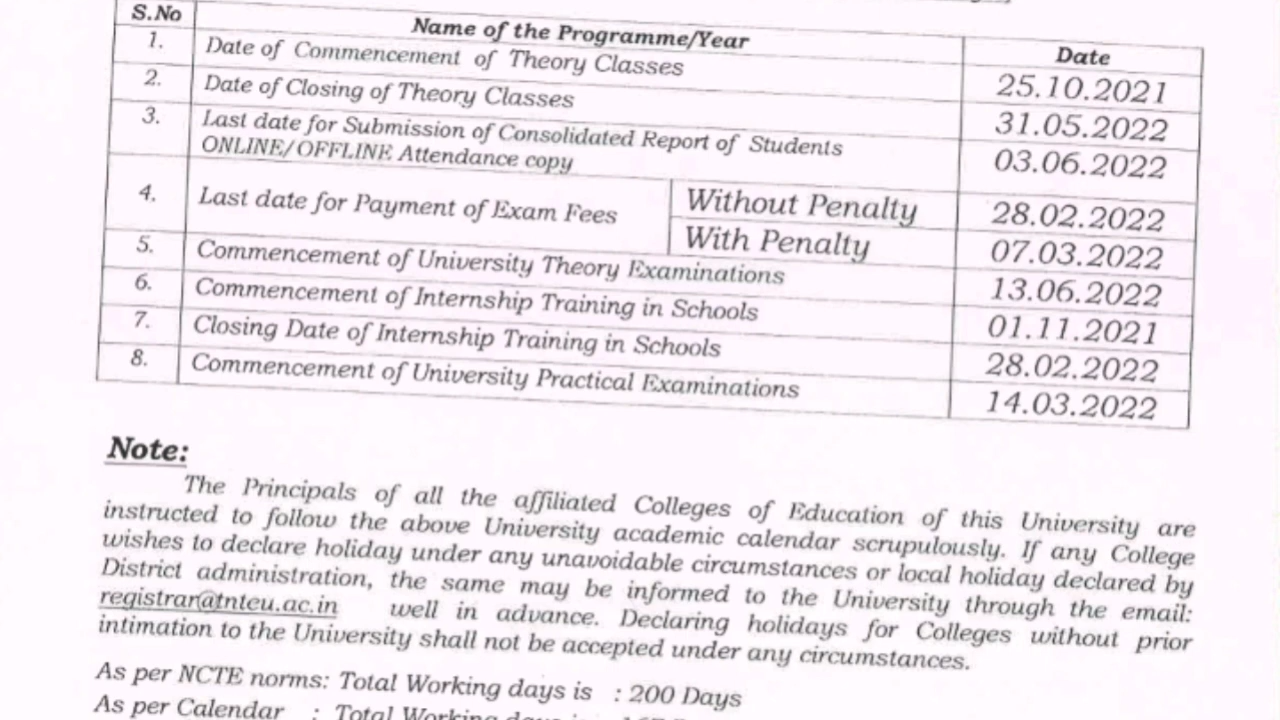 S.No Name of the Programme/Year Date
1. Date of Commencement of Theory Classes 25.10.2021
2. Date of Closing of Theory Classes 31.05.2022
3. Last date for Submission of Consolidated Report of Students 03.06.2022
ONLINE/OFFLINE Attendance copy
4. Last date for Payment of Exam Fees Without Penalty 28.02.2022
With Penalty 07.03.2022
5. Commencement of University Theory Examinations 13.06.2022
6. Commencement of Internship Training in Schools 01.11.2021
7. Closing Date of Internship Training in Schools 28.02.2022
8. Commencement of University Practical Examinations 14.03.2022
Note:
The Principals of all the affiliated Colleges of Education of this University are
instructed to follow the above University academic calendar scrupulously. If any College
wishes to declare holiday under any unavoidable circumstances or local holiday declared by
District administration, the same may be informed to the University through the email:
registrar@tnteu.ac.in well in advance. Declaring holidays for Colleges without prior
intimation to the University shall not be accepted under any circumstances.
As per NCTE norms: Total Working days is : 200 Days
As per Calendar : Total Working days is